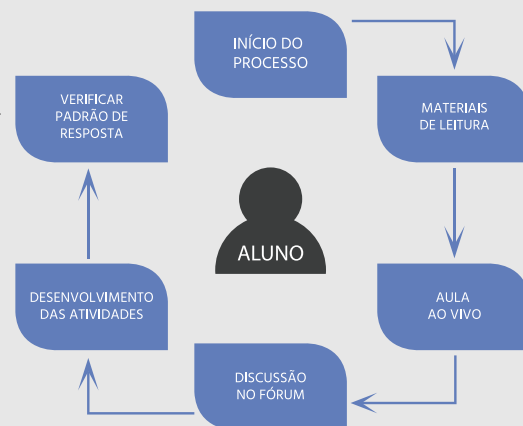 INÍCIO DO
PROCESSO
MATERIAIS
DE LEITURA
AULA
AO VIVO
DISCUSSÃO
NO FÓRUM
DESENVOLVIMENTO
DAS ATIVIDADES
VERIFICAR
PADRÃO DE
RESPOSTA
ALUNO